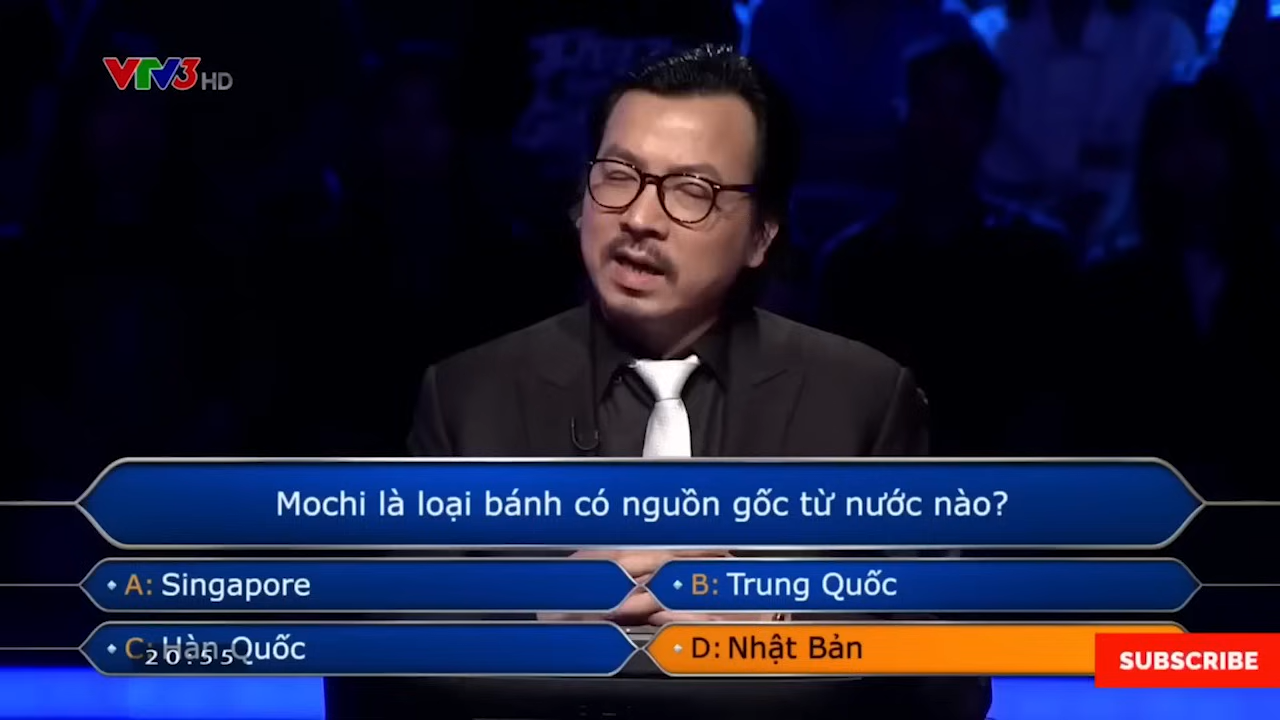 VTV3 HD
Mochi là loại bánh có nguồn gốc từ nước nào?
A: Singapore
B: Trung Quốc
C: Hàn Quốc
20:55
D: Nhật Bản
SUBSCRIBE